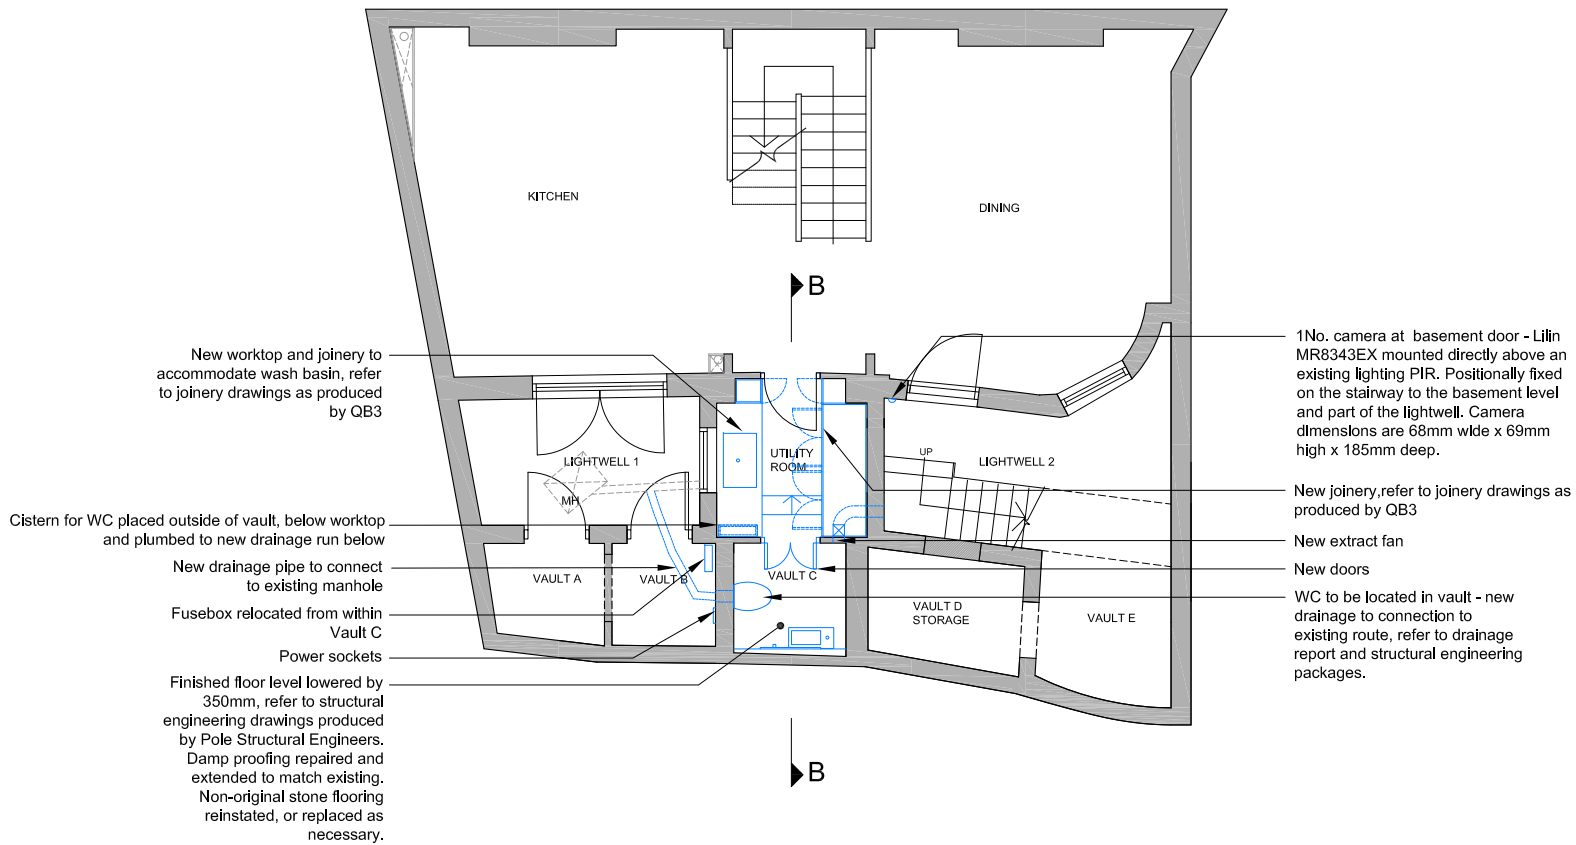 KITCHEN
DINING
B
New worktop and joinery to
accommodate wash basin, refer
to joinery drawings as produced
by QB3
1No. camera at  basement door - Lilin
MR8343EX mounted directly above an
existing lighting PIR. Positionally fixed
on the stairway to the basement level
and part of the lightwell. Camera
dimensions are 68mm wide x 69mm
high x 185mm deep.
LIGHTWELL 1
UTILITY
ROOM
UP
LIGHTWELL 2
MH
New joinery,refer to joinery drawings as
produced by QB3
Cistern for WC placed outside of vault, below worktop
and plumbed to new drainage run below
New extract fan
New drainage pipe to connect
to existing manhole
New doors
VAULT A
VAULT B
VAULT C
VAULT D
STORAGE
VAULT E
WC to be located in vault - new
drainage to connection to
existing route, refer to drainage
report and structural engineering
packages.
Fusebox relocated from within
Vault C
Power sockets
Finished floor level lowered by
350mm, refer to structural
engineering drawings produced
by Pole Structural Engineers.
Damp proofing repaired and
extended to match existing.
Non-original stone flooring
reinstated, or replaced as
necessary.
B